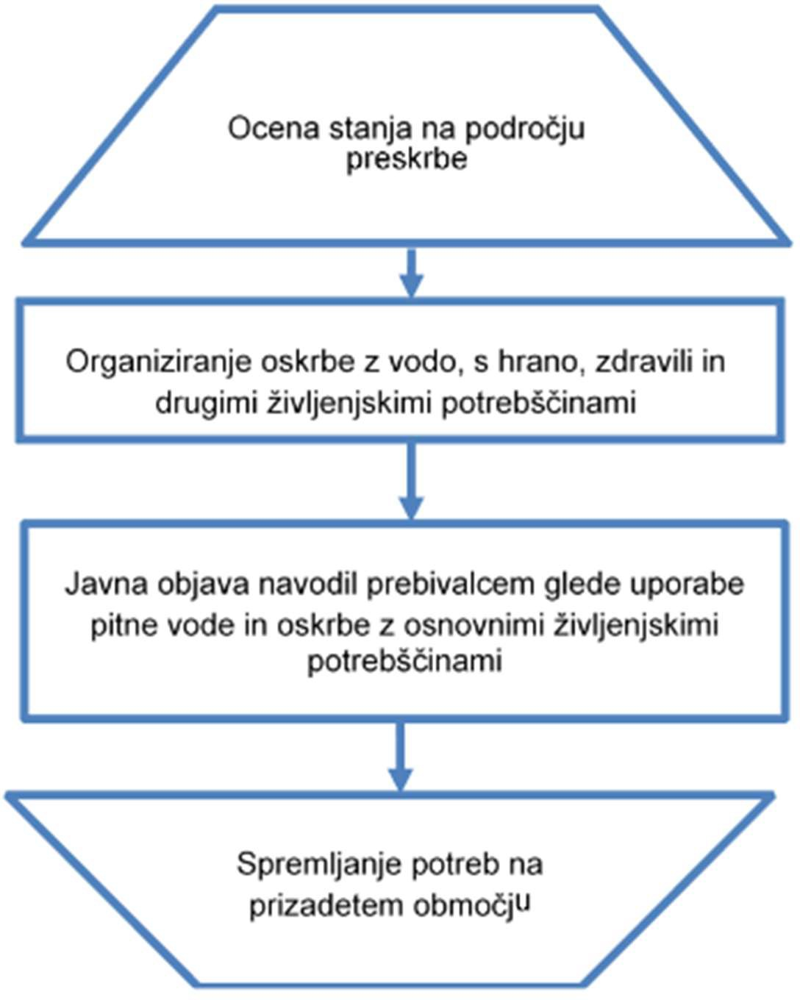 Ocena stanja na področju
preskrbe
Organiziranje oskrbe z vodo, s hrano, zdravili in
drugimi življenjskimi potrebščinami
Javna objava navodil prebivalcem glede uporabe
pitne vode in oskrbe z osnovnimi življenjskimi
potrebščinami
Spremljanje potreb na
prizadetem območju